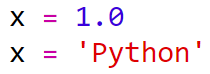 x = 1.0
x = 'Python'